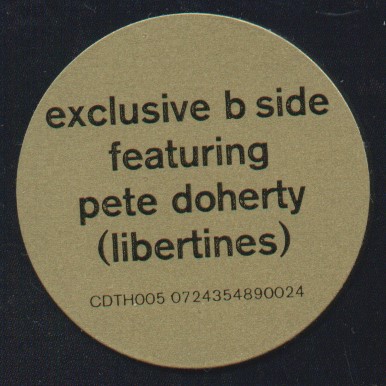 exclusive b side
featuring
pete doherty
(libertines)
CDTH005 0724354890024